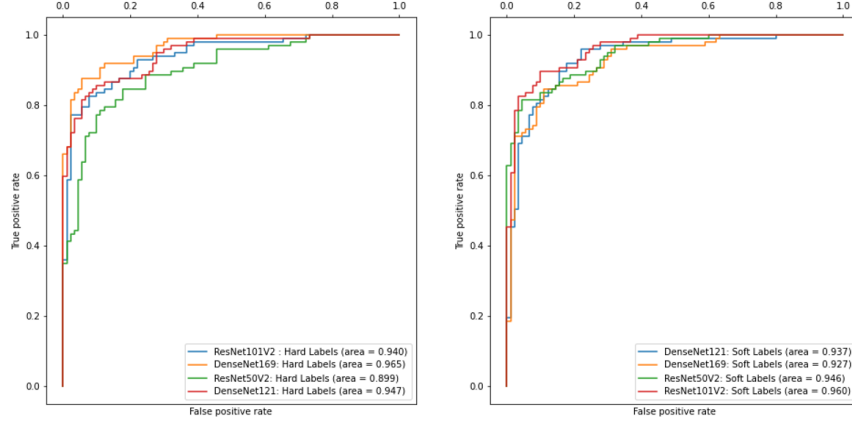 0.0 0.2 0.4 0.6 0.8 1.0
1.0
0.8
0.6
0.4
0.2
0.0
True positive rate
ResNet101V2 : Hard Labels (area = 0.940)
DenseNet169: Hard Labels (area = 0.965)
ResNet50V2: Hard Labels (area = 0.899)
DenseNet121: Hard Labels (area = 0.947)
False positive rate
0.0 0.2 0.4 0.6 0.8 1.0
1.0
0.8
0.6
0.4
0.2
0.0
True positive rate
DenseNet121: Soft Labels (area = 0.937)
DenseNet169: Soft Labels (area = 0.927)
ResNet50V2: Soft Labels (area = 0.946)
ResNet101V2: Soft Labels (area = 0.960)
False positive rate